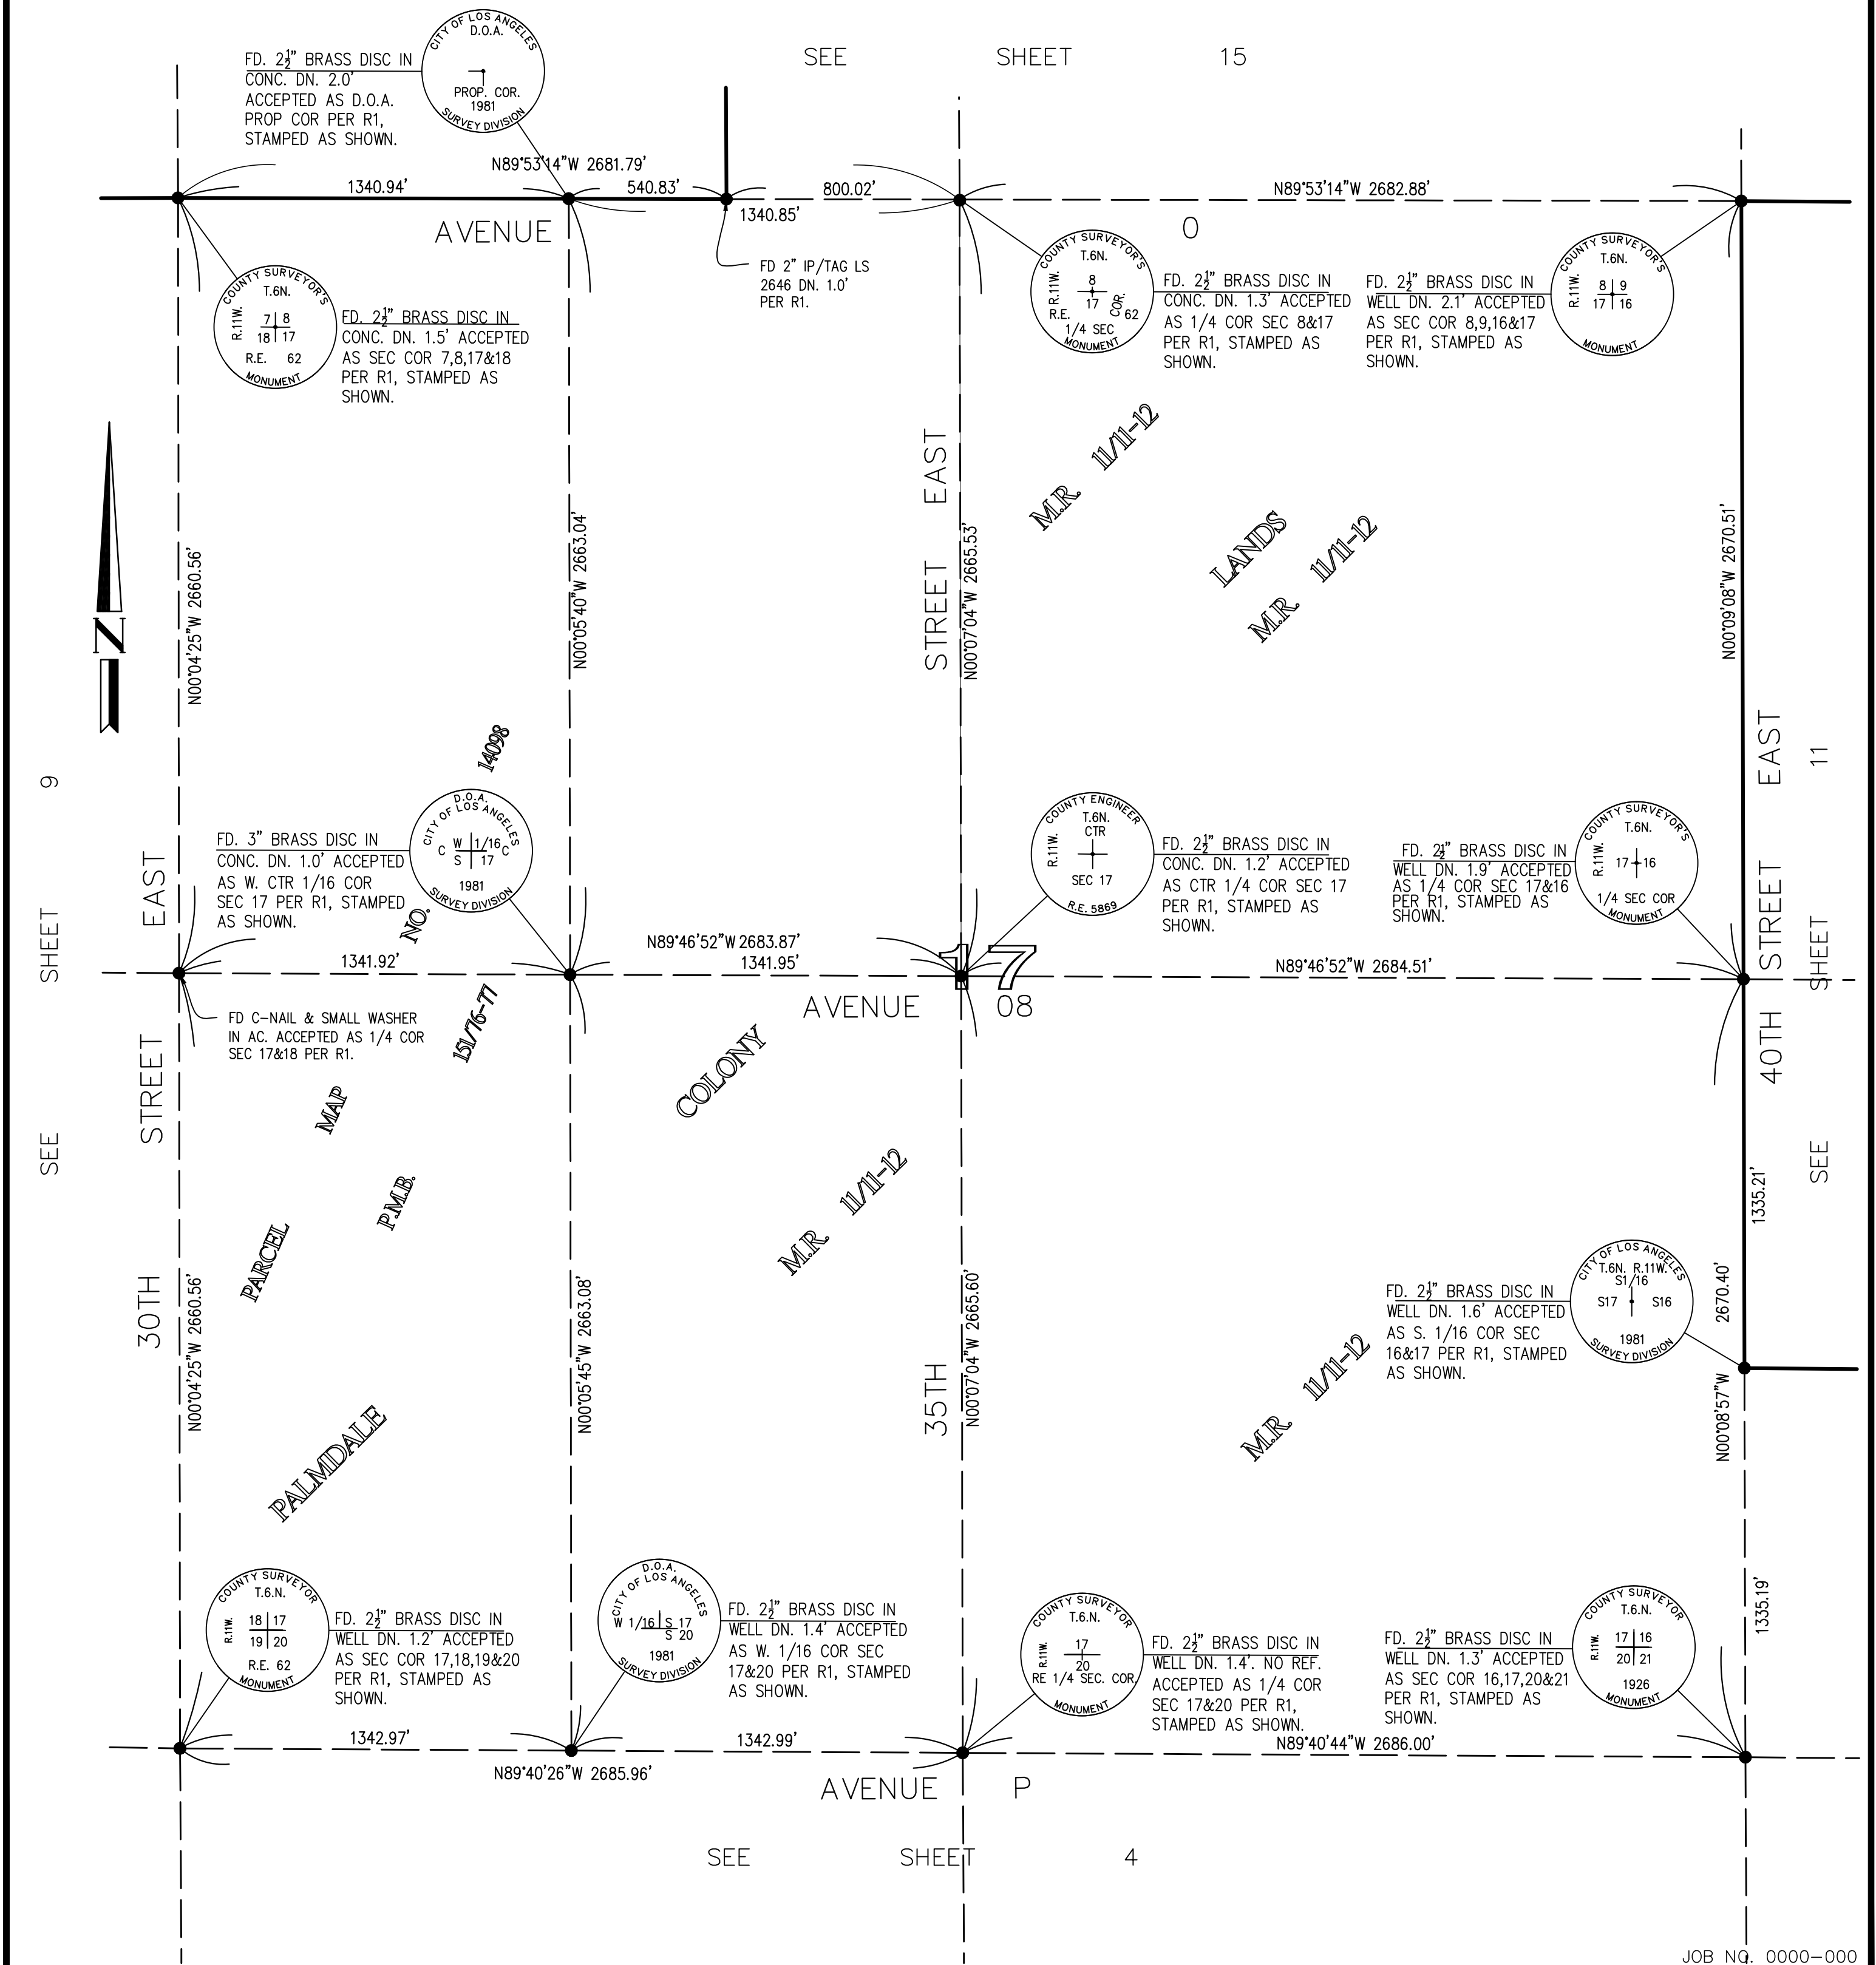 SEE SHEET 15
CITY OF LOS ANGELES
D.O.A.
PROP. COR.
1981
SURVEY DIVISION
FD. 2½" BRASS DISC IN
CONC. DN. 2.0'
ACCEPTED AS D.O.A.
PROP COR PER R1,
STAMPED AS SHOWN.
N89°53'14"W 2681.79'
1340.94'
540.83'
800.02'
1340.85'
N89°53'14"W 2682.88'
AVENUE O
FD 2" IP/TAG LS
2646 DN. 1.0'
PER R1.
COUNTY SURVEYOR'S
T.6N.
R.11W.
7 8
18 17
R.E. 62
MONUMENT
FD. 2½" BRASS DISC IN
CONC. DN. 1.5' ACCEPTED
AS SEC COR 7,8,17&18
PER R1, STAMPED AS
SHOWN.
COUNTY SURVEYOR'S
T.6N.
R.11W.
8
17
R.E. COR. 62
1/4 SEC
MONUMENT
FD. 2½" BRASS DISC IN
CONC. DN. 1.3' ACCEPTED
AS 1/4 COR SEC 8&17
PER R1, STAMPED AS
SHOWN.
FD. 2½" BRASS DISC IN
WELL DN. 2.1' ACCEPTED
AS SEC COR 8,9,16&17
PER R1, STAMPED AS
SHOWN.
COUNTY SURVEYOR'S
T.6N.
R.11W.
8 9
17 16
MONUMENT
N
M.R. 11/11-12
LANDS
M.R. 11/11-12
N00°04'25"W 2660.56'
N00°05'40"W 2663.04'
N00°07'04"W 2665.53'
N00°09'08"W 2670.51'
SEE SHEET 9
SEE SHEET 11
30TH STREET EAST
35TH STREET EAST
40TH STREET EAST
FD. 3" BRASS DISC IN
CONC. DN. 1.0' ACCEPTED
AS W. CTR 1/16 COR
SEC 17 PER R1, STAMPED
AS SHOWN.
D.O.A.
CITY OF LOS ANGELES
C W 1/16 C
S 17
1981
SURVEY DIVISION
COUNTY ENGINEER
T.6N.
CTR
R.11W.
SEC 17
R.E. 5869
FD. 2½" BRASS DISC IN
CONC. DN. 1.2' ACCEPTED
AS CTR 1/4 COR SEC 17
PER R1, STAMPED AS
SHOWN.
FD. 2½" BRASS DISC IN
WELL DN. 1.9' ACCEPTED
AS 1/4 COR SEC 17&16
PER R1, STAMPED AS
SHOWN.
COUNTY SURVEYOR'S
T.6N.
R.11W.
17 16
1/4 SEC COR
MONUMENT
1341.92'
N89°46'52"W 2683.87'
1341.95'
17
N89°46'52"W 2684.51'
AVENUE 08
FD C-NAIL & SMALL WASHER
IN AC. ACCEPTED AS 1/4 COR
SEC 17&18 PER R1.
PARCEL MAP NO. 14098
P.M.B. 151/76-77
PALMDALE COLONY
M.R. 11/11-12
M.R. 11/11-12
N00°04'25"W 2660.56'
N00°05'45"W 2663.08'
N00°07'04"W 2665.60'
1335.21'
N00°08'57"W 2670.40'
1335.19'
FD. 2½" BRASS DISC IN
WELL DN. 1.6' ACCEPTED
AS S. 1/16 COR SEC
16&17 PER R1, STAMPED
AS SHOWN.
CITY OF LOS ANGELES
T.6N. R.11W.
S1/16
S17 S16
1981
SURVEY DIVISION
COUNTY SURVEYOR
T.6.N.
R.11W.
18 17
19 20
R.E. 62
MONUMENT
FD. 2½" BRASS DISC IN
WELL DN. 1.2' ACCEPTED
AS SEC COR 17,18,19&20
PER R1, STAMPED AS
SHOWN.
D.O.A.
CITY OF LOS ANGELES
W 1/16 S 17
S 20
1981
SURVEY DIVISION
FD. 2½" BRASS DISC IN
WELL DN. 1.4' ACCEPTED
AS W. 1/16 COR SEC
17&20 PER R1, STAMPED
AS SHOWN.
COUNTY SURVEYOR
T.6.N.
R.11W.
17
20
RE 1/4 SEC. COR.
MONUMENT
FD. 2½" BRASS DISC IN
WELL DN. 1.4'. NO REF.
ACCEPTED AS 1/4 COR
SEC 17&20 PER R1,
STAMPED AS SHOWN.
FD. 2½" BRASS DISC IN
WELL DN. 1.3' ACCEPTED
AS SEC COR 16,17,20&21
PER R1, STAMPED AS
SHOWN.
COUNTY SURVEYOR
T.6.N.
R.11W.
17 16
20 21
1926
MONUMENT
1342.97'
1342.99'
N89°40'44"W 2686.00'
N89°40'26"W 2685.96'
AVENUE P
SEE SHEET 4
JOB NO. 0000-000